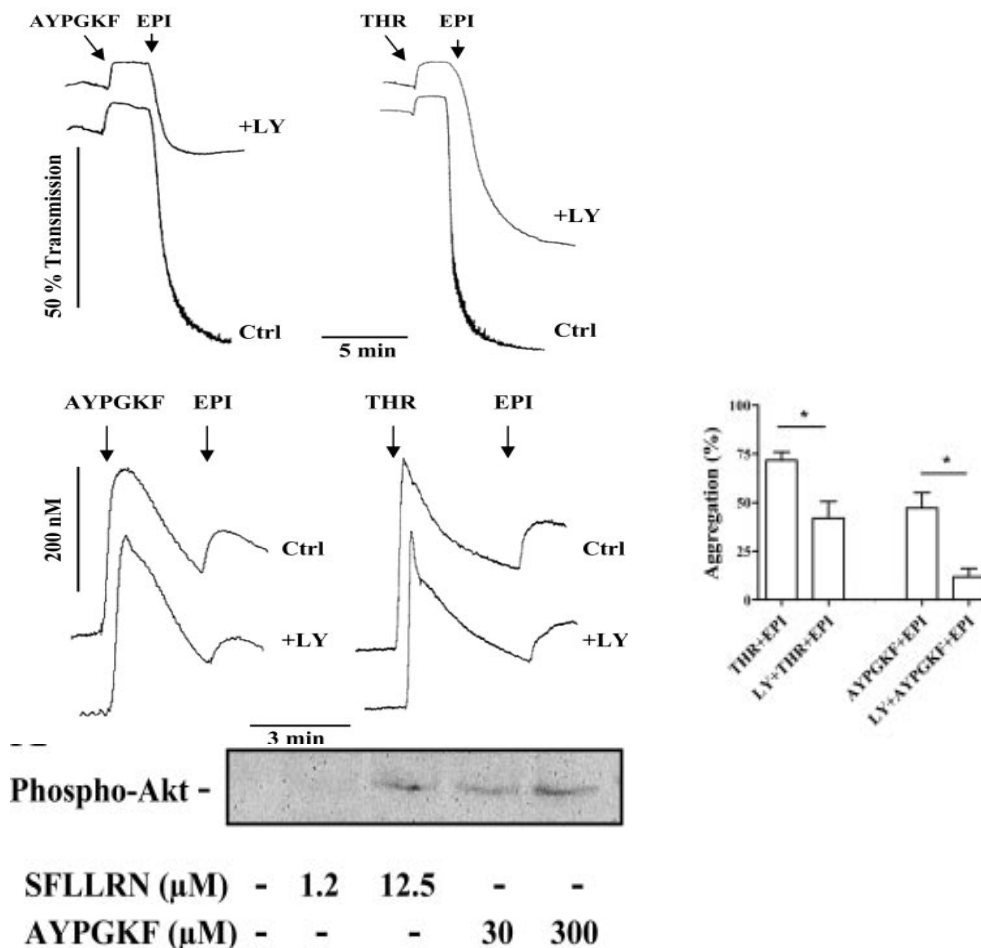 AYPGKF EPI THR EPI
+LY
+LY
50 % Transmission
Ctrl
Ctrl
5 min
AYPGKF EPI THR EPI
200 nM
Ctrl
Ctrl
+LY
+LY
3 min
Aggregation (%)
100
75
50
25
0
*
*
THR+EPI
LY+THR+EPI
AYPGKF+EPI
LY+AYPGKF+EPI
Phospho-Akt -
SFLLRN (µM) - 1.2 12.5 - -
AYPGKF (µM) - - - 30 300